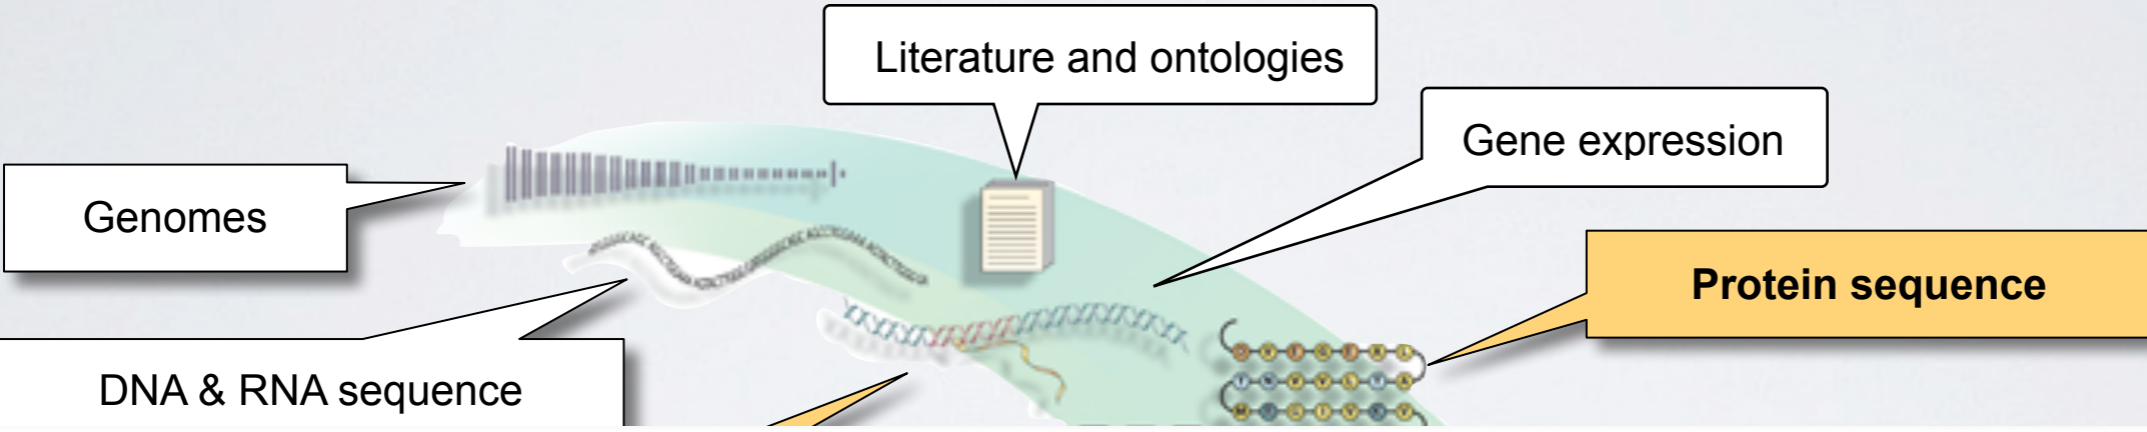 Literature and ontologies
Gene expression
Genomes
Protein sequence
DNA & RNA sequence